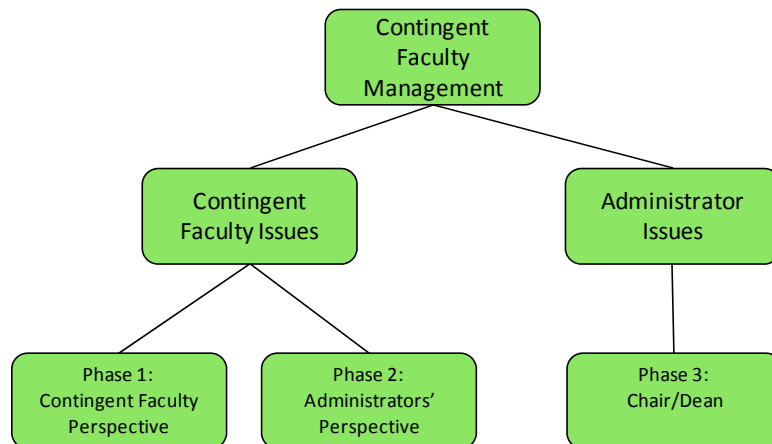 Contingent
Faculty
Management
Contingent
Faculty Issues
Administrator
Issues
Phase 1:
Contingent Faculty
Perspective
Phase 2:
Administrators’
Perspective
Phase 3:
Chair/Dean